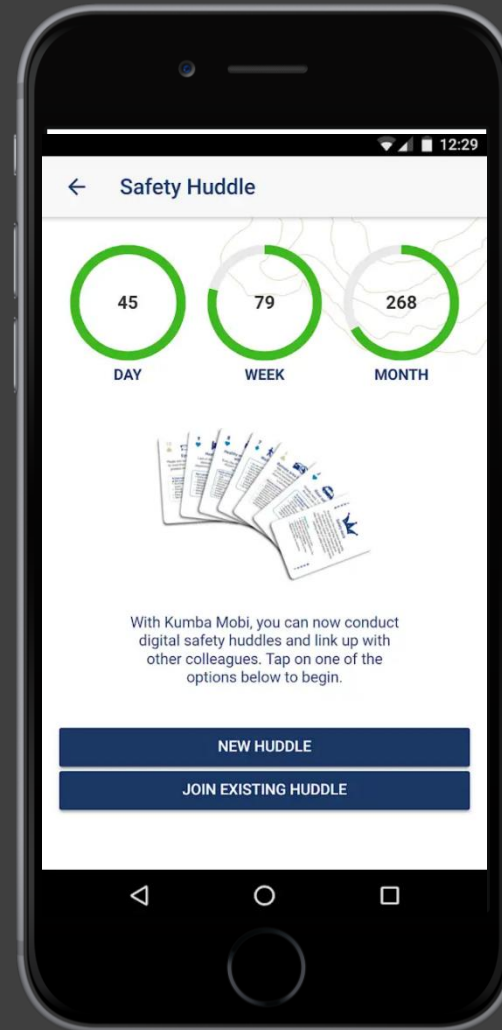 12:29
Safety Huddle
45
79
268
DAY
WEEK
MONTH
With Kumba Mobi, you can now conduct
digital safety huddles and link up with
other colleagues. Tap on one of the
options below to begin.
NEW HUDDLE
JOIN EXISTING HUDDLE